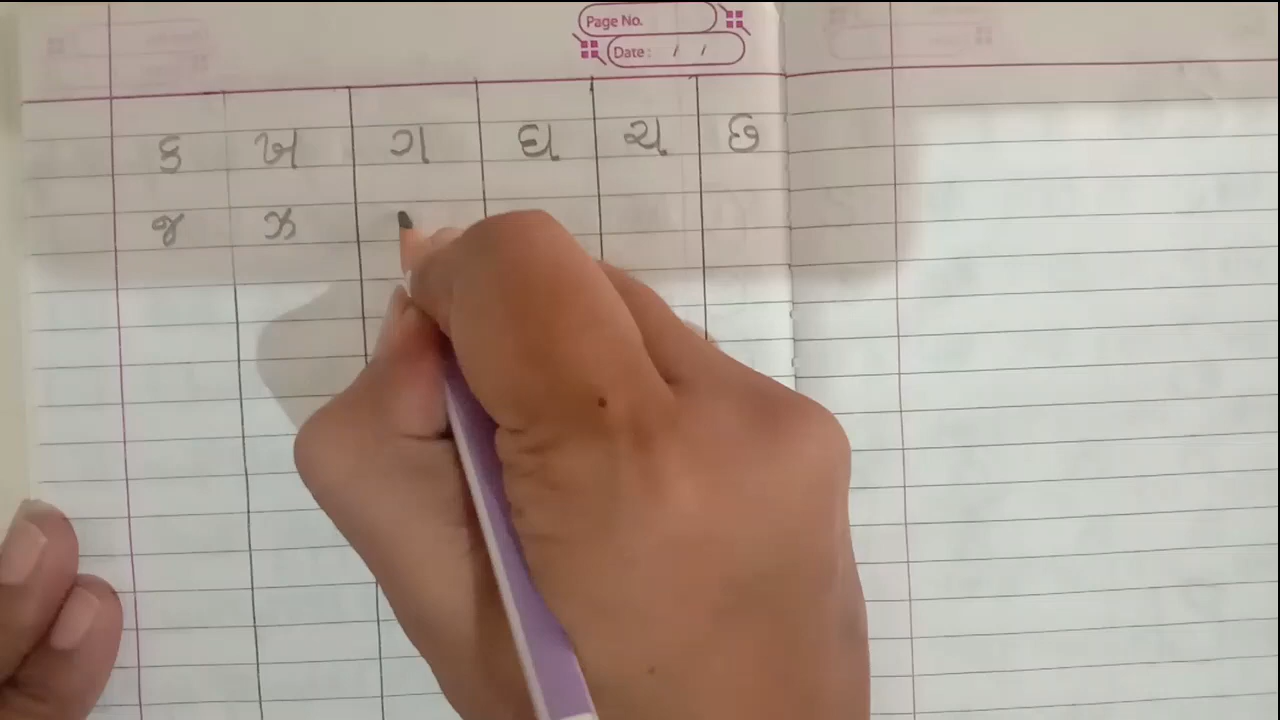 Page No.
Date: / /
ક ખ ગ ઘ ચ છ
જ ઝ